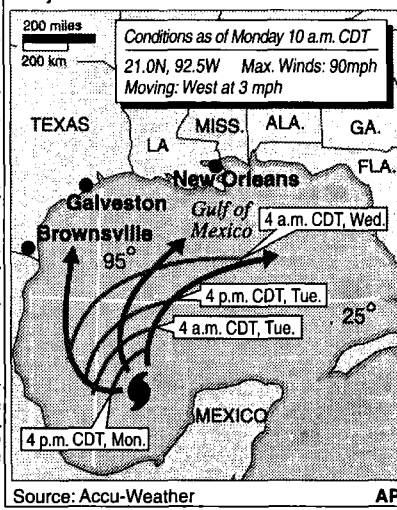 200 miles
200 km
Conditions as of Monday 10 a.m. CDT
21.0N, 92.5W Max. Winds: 90mph
Moving: West at 3 mph
TEXAS
LA
MISS.
ALA.
GA.
FLA.
New Orleans
Galveston
Brownsville
Gulf of
Mexico
95°
25°
4 a.m. CDT, Wed.
4 p.m. CDT, Tue.
4 a.m. CDT, Tue.
4 p.m. CDT, Mon.
MEXICO
Source: Accu-Weather
AP